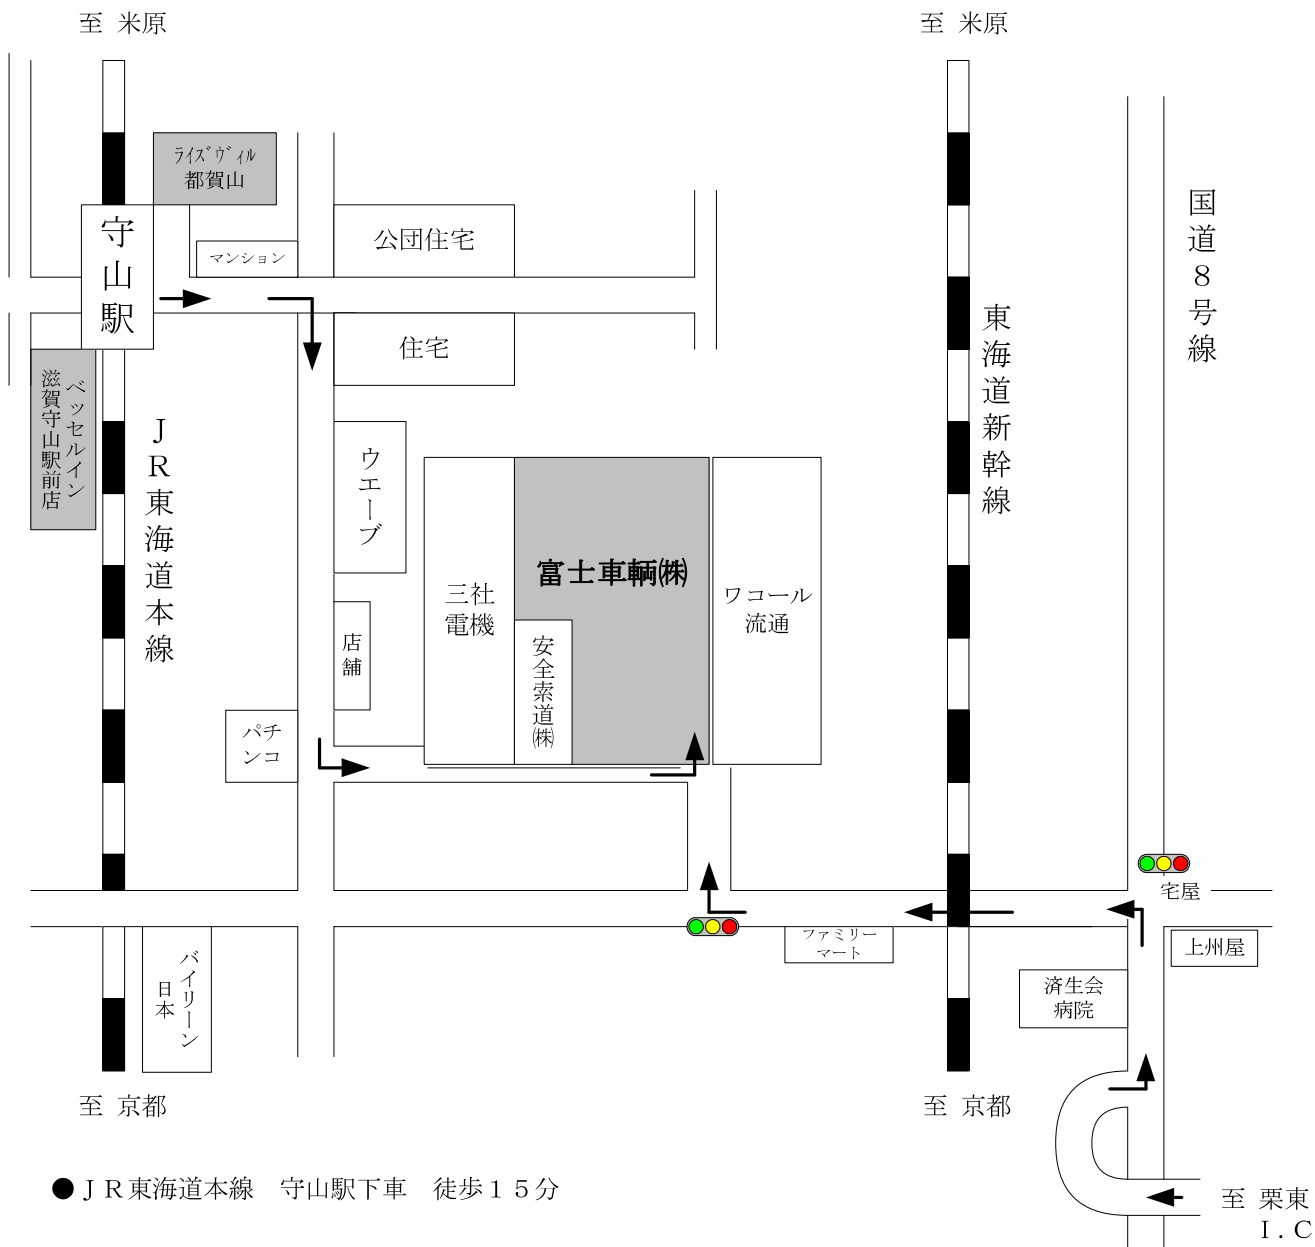 至 米原
至 米原
ﾗｲｽﾞｳﾞｨﾙ
都賀山
守山駅
マンション
公団住宅
国道８号線
住宅
東海道新幹線
ベッセルイン
滋賀守山駅前店
ＪＲ東海道本線
ウエーブ
富士車輌㈱
三社
電機
ワコール
流通
店舗
安全索道㈱
パチ
ンコ
宅屋
ファミリー
マート
上州屋
バイリーン
日本
済生会
病院
至 京都
至 京都
●ＪＲ東海道本線　守山駅下車　徒歩１５分
至 栗東
Ｉ.Ｃ